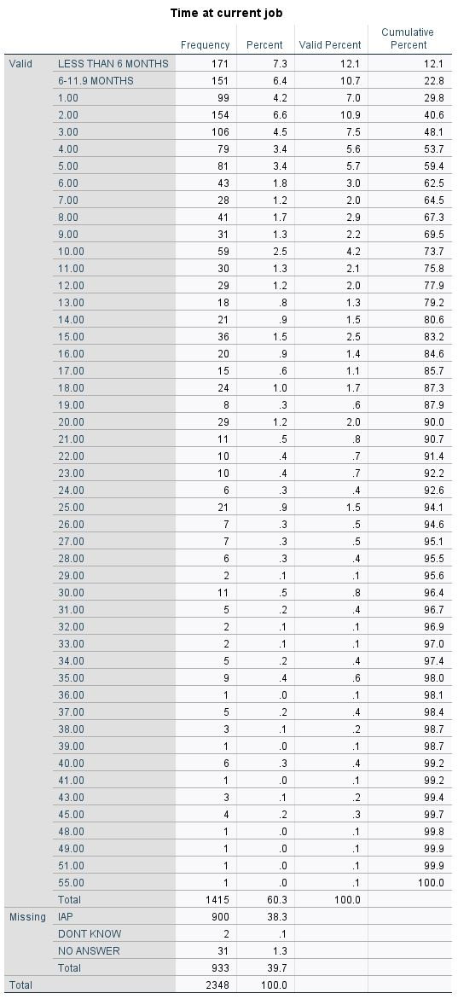 Time at current job
Frequency Percent Valid Percent Cumulative Percent
Valid LESS THAN 6 MONTHS 171 7.3 12.1 12.1
6-11.9 MONTHS 151 6.4 10.7 22.8
1.00 99 4.2 7.0 29.8
2.00 154 6.6 10.9 40.6
3.00 106 4.5 7.5 48.1
4.00 79 3.4 5.6 53.7
5.00 81 3.4 5.7 59.4
6.00 43 1.8 3.0 62.5
7.00 28 1.2 2.0 64.5
8.00 41 1.7 2.9 67.3
9.00 31 1.3 2.2 69.5
10.00 59 2.5 4.2 73.7
11.00 30 1.3 2.1 75.8
12.00 29 1.2 2.0 77.9
13.00 18 .8 1.3 79.2
14.00 21 .9 1.5 80.6
15.00 36 1.5 2.5 83.2
16.00 20 .9 1.4 84.6
17.00 15 .6 1.1 85.7
18.00 24 1.0 1.7 87.3
19.00 8 .3 .6 87.9
20.00 29 1.2 2.0 90.0
21.00 11 .5 .8 90.7
22.00 10 .4 .7 91.4
23.00 10 .4 .7 92.2
24.00 6 .3 .4 92.6
25.00 21 .9 1.5 94.1
26.00 7 .3 .5 94.6
27.00 7 .3 .5 95.1
28.00 6 .3 .4 95.5
29.00 2 .1 .1 95.6
30.00 11 .5 .8 96.4
31.00 5 .2 .4 96.7
32.00 2 .1 .1 96.9
33.00 2 .1 .1 97.0
34.00 5 .2 .4 97.4
35.00 9 .4 .6 98.0
36.00 1 .0 .1 98.1
37.00 5 .2 .4 98.4
38.00 3 .1 .2 98.7
39.00 1 .0 .1 98.7
40.00 6 .3 .4 99.2
41.00 1 .0 .1 99.2
43.00 3 .1 .2 99.4
45.00 4 .2 .3 99.7
48.00 1 .0 .1 99.8
49.00 1 .0 .1 99.9
51.00 1 .0 .1 99.9
55.00 1 .0 .1 100.0
Total 1415 60.3 100.0
Missing IAP 900 38.3
DONT KNOW 2 .1
NO ANSWER 31 1.3
Total 933 39.7
Total 2348 100.0